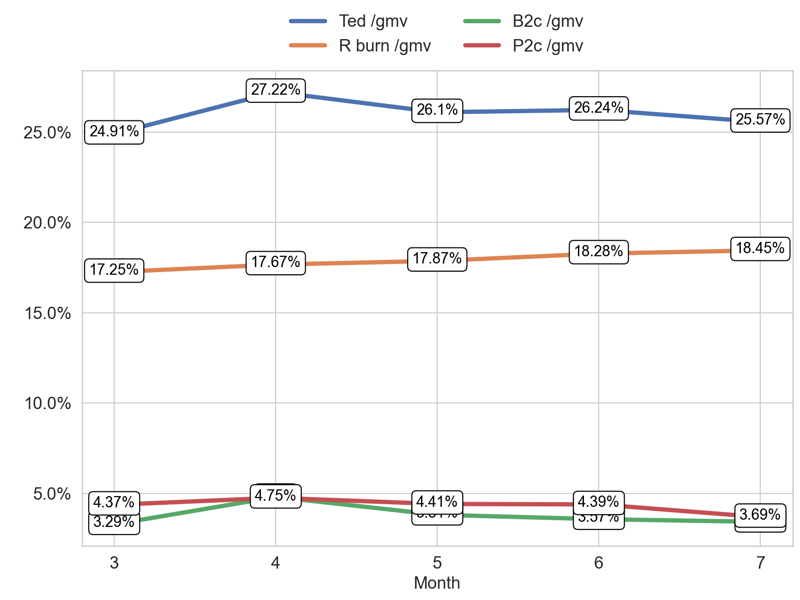 Ted /gmv B2c /gmv
R burn /gmv P2c /gmv
27.22%
26.1% 26.24%
25.0% 24.91% 25.57%
20.0%
17.25% 17.67% 17.87% 18.28% 18.45%
15.0%
10.0%
5.0% 4.37% 4.75% 4.41% 4.39% 3.69%
3.29% 3.57%
3 4 5 6 7
Month